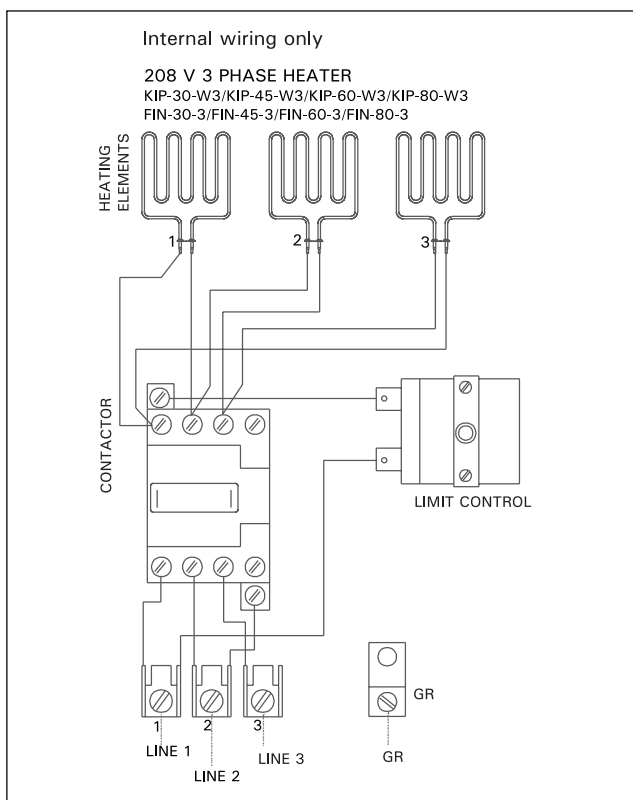 Internal wiring only
208 V 3 PHASE HEATER
KIP-30-W3/KIP-45-W3/KIP-60-W3/KIP-80-W3
FIN-30-3/FIN-45-3/FIN-60-3/FIN-80-3
HEATING
ELEMENTS
1
2
3
CONTACTOR
LIMIT CONTROL
1
2
3
GR
LINE 1
LINE 2
LINE 3
GR